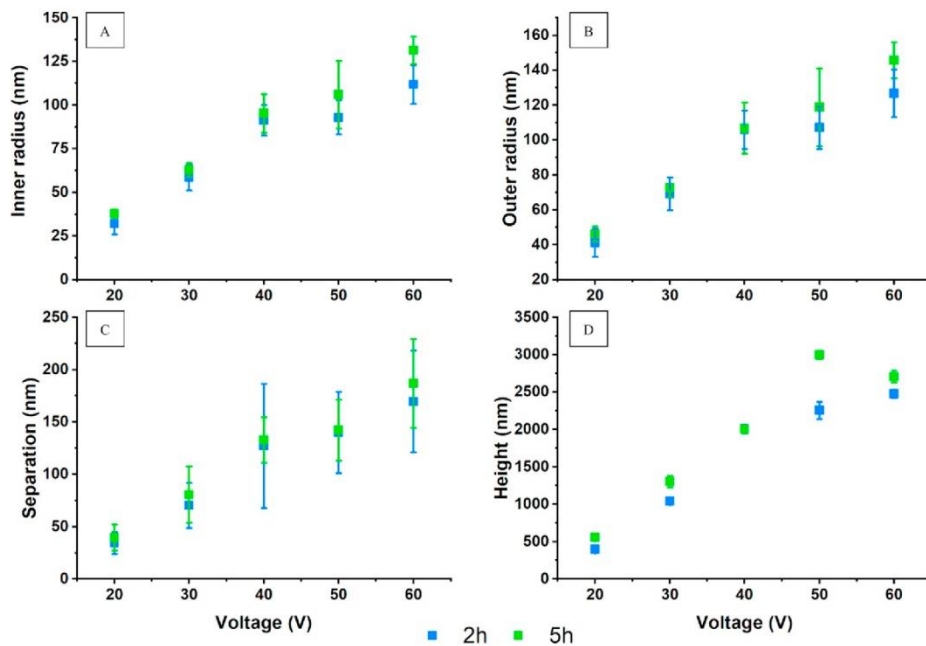 A
Inner radius (nm)
150
125
100
75
50
25
0
20 30 40 50 60
B
Outer radius (nm)
160
140
120
100
80
60
40
20
20 30 40 50 60
C
Separation (nm)
250
200
150
100
50
0
20 30 40 50 60
Voltage (V)
D
Height (nm)
3500
3000
2500
2000
1500
1000
500
0
20 30 40 50 60
Voltage (V)
2h 5h